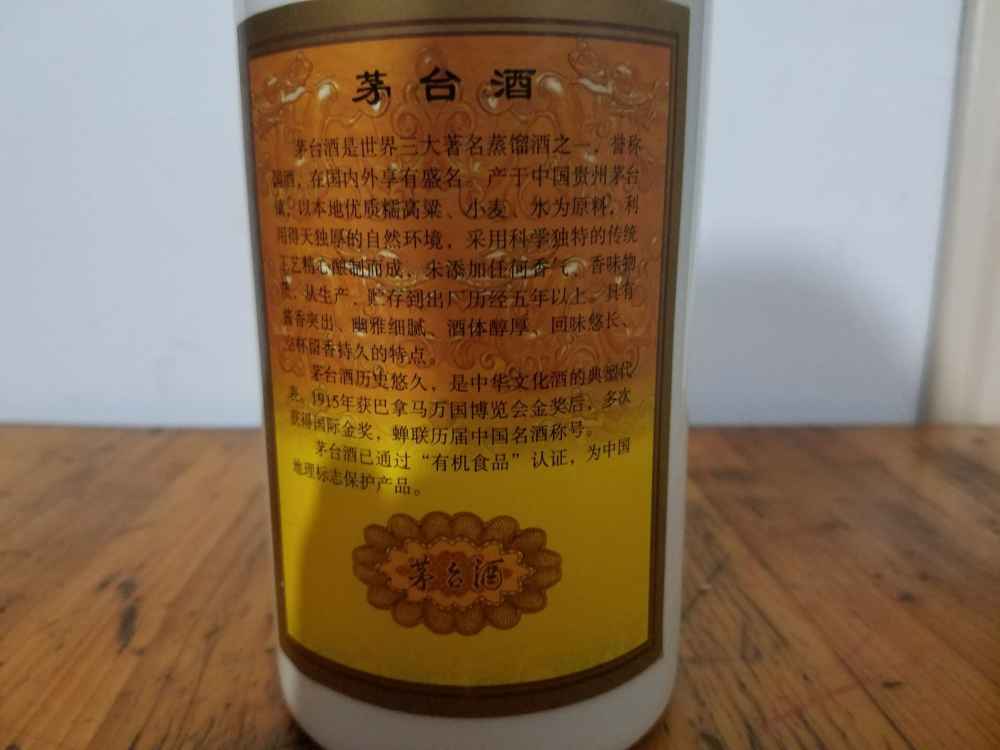 茅台酒
茅台酒是世界三大著名蒸馏酒之一，誉称
国酒，在国内外享有盛名。产于中国贵州茅台
镇，以本地优质糯高粱、小麦、水为原料，利
用得天独厚的自然环境，采用科学独特的传统
工艺精心酿制而成，未添加任何香气、香味物
质。从生产、贮存到出厂历经五年以上。具有
酱香突出、幽雅细腻、酒体醇厚、回味悠长、
空杯留香持久的特点。
茅台酒历史悠久，是中华文化酒的典型代
表。1915年获巴拿马万国博览会金奖后，多次
获得国际金奖，蝉联历届中国名酒称号。
茅台酒已通过“有机食品”认证，为中国
地理标志保护产品。
茅台酒